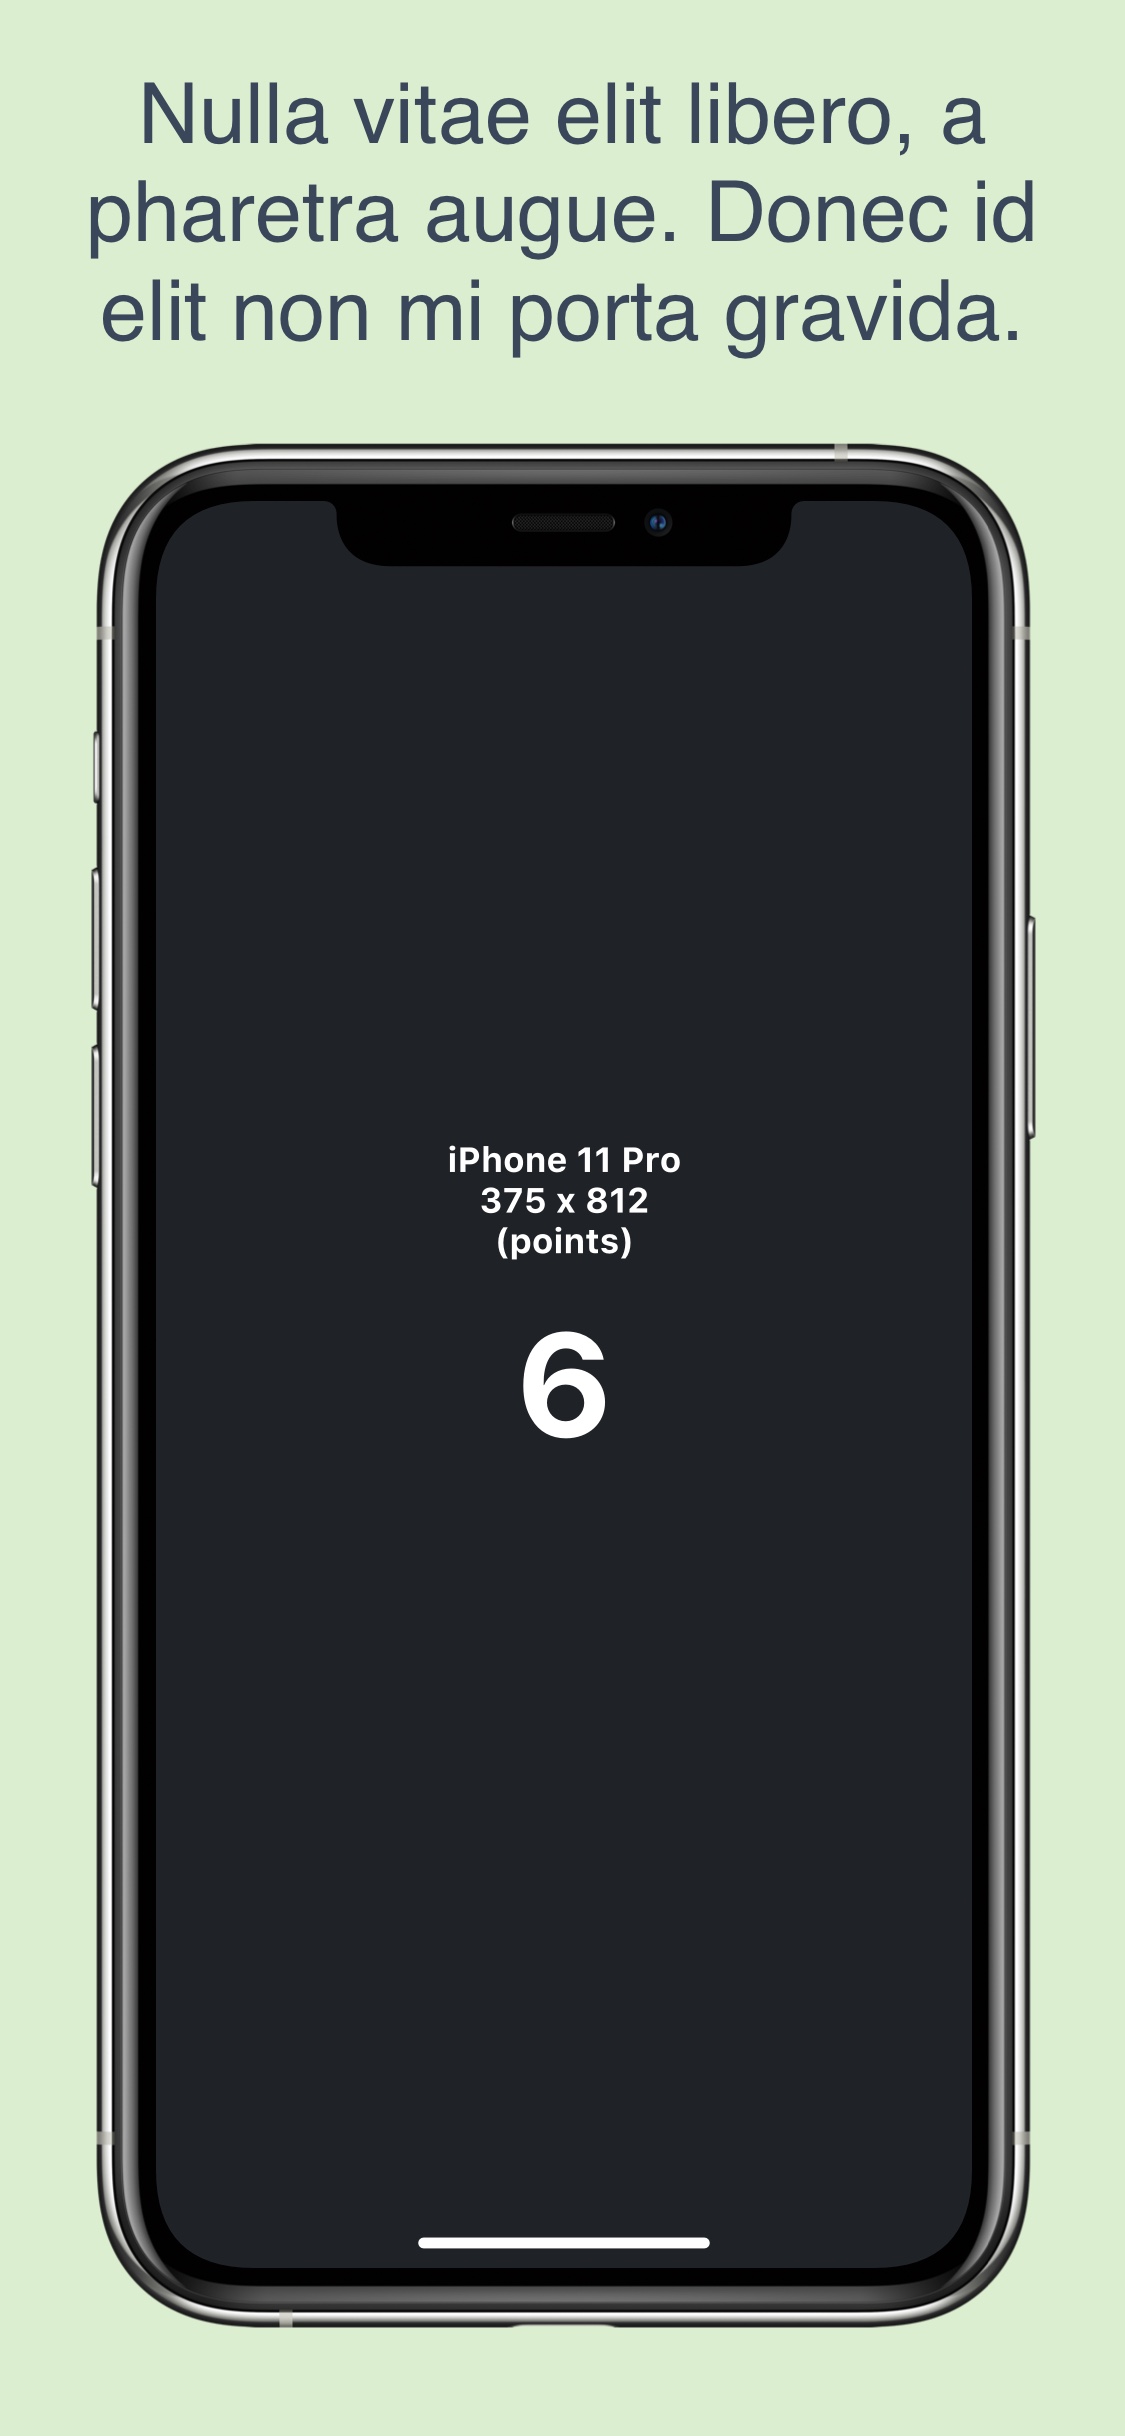 Nulla vitae elit libero, a
pharetra augue. Donec id
elit non mi porta gravida.
iPhone 11 Pro
375 x 812
(points)
6